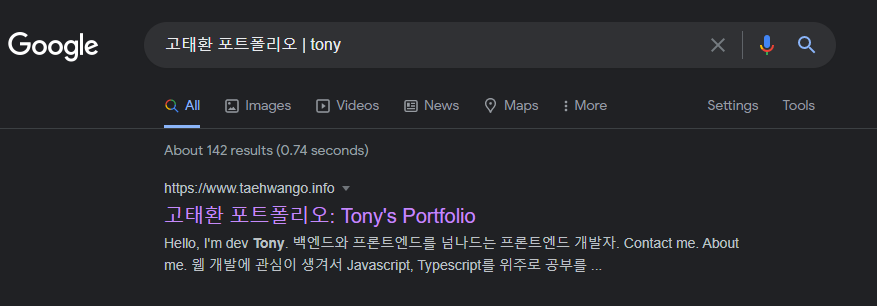 Google
고태환 포트폴리오 | tony
All Images Videos News Maps More Settings Tools
About 142 results (0.74 seconds)
https://www.taehwango.info
고태환 포트폴리오: Tony's Portfolio
Hello, I'm dev Tony. 백엔드와 프론트엔드를 넘나드는 프론트엔드 개발자. Contact me. About
me. 웹 개발에 관심이 생겨서 Javascript, Typescript를 위주로 공부를 ...